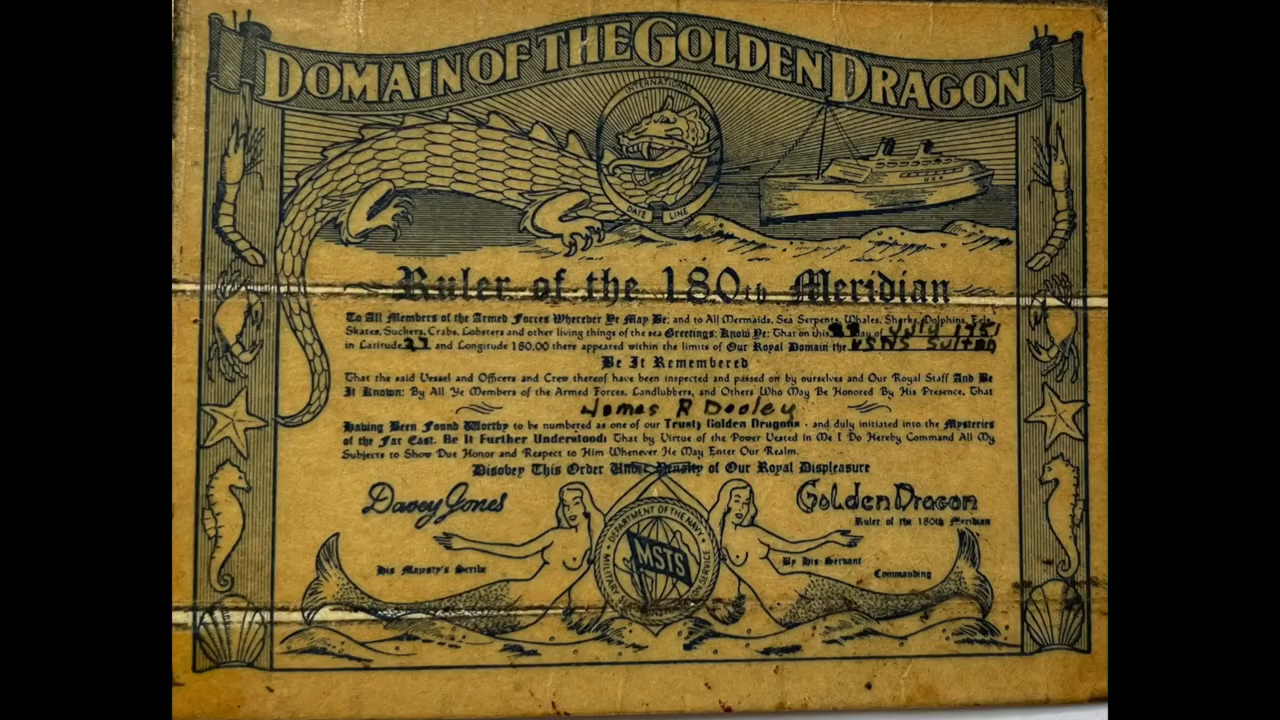 DOMAIN OF THE GOLDEN DRAGON
INTERNATIONAL
DATE LINE
Ruler of the 180th Meridian
To All Members of the Armed Forces Wherever Ye May Be; and to All Mermaids, Sea Serpents, Whales, Sharks, Dolphins, Eels,
Skates, Suckers, Crabs, Lobsters and other living things of the sea Greetings: Know Ye: That on this day of July 1951
in Latitude 27 and Longitude 180.00 there appeared within the limits of Our Royal Domain the USNS Sultan
Be It Remembered
That the said Vessel and Officers and Crew thereof have been inspected and passed on by ourselves and Our Royal Staff And Be
It Known: By All Ye Members of the Armed Forces, Landlubbers, and Others Who May Be Honored By His Presence, That
James R Dooley
Having Been Found Worthy to be numbered as one of our Trusty Golden Dragons - and duly initiated into the Mysteries
of the Far East. Be It Further Understood: That by Virtue of the Power Vested in Me I Do Hereby Command All My
Subjects to Show Due Honor and Respect to Him Whenever He May Enter Our Realm.
Disobey This Order Under Penalty of Our Royal Displeasure
Davey Jones
Golden Dragon
Ruler of the 180th Meridian
DEPARTMENT OF THE NAVY
MSTS
MILITARY SERVICE
His Majesty's Scribe
By His Servant
Commanding